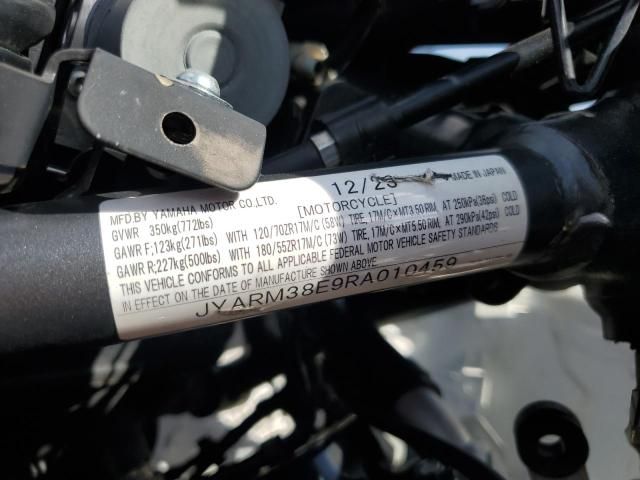 12/23 MADE IN JAPAN
MFD.BY YAMAHA MOTOR CO.,LTD. [MOTORCYCLE]
GVWR 350kg(772lbs)
GAWR F;123kg(271lbs) WITH 120/70ZR17M/C (58W) TIRE, 17M/C×MT3.50 RIM, AT 250kPa(36psi) COLD
GAWR R;227kg(500lbs) WITH 180/55ZR17M/C (73W) TIRE, 17M/C×MT5.50 RIM, AT 290kPa(42psi) COLD
THIS VEHICLE CONFORMS TO ALL APPLICABLE FEDERAL MOTOR VEHICLE SAFETY STANDARDS
IN EFFECT ON THE DATE OF MANUFACTURE SHOWN ABOVE.
JYARM38E9RA010459